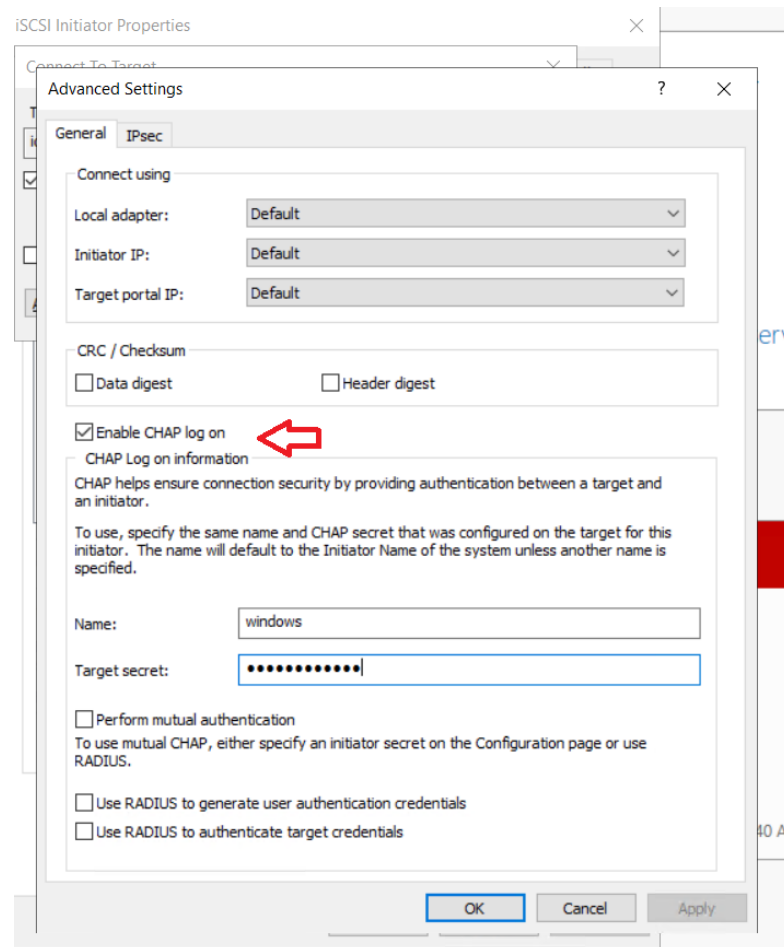 iSCSI Initiator Properties
Connect To Target
Advanced Settings
?
General
IPsec
Connect using
Local adapter:
Default
Initiator IP:
Default
Target portal IP:
Default
CRC / Checksum
Data digest
Header digest
Enable CHAP log on
CHAP Log on information
CHAP helps ensure connection security by providing authentication between a target and
an initiator.
To use, specify the same name and CHAP secret that was configured on the target for this
initiator. The name will default to the Initiator Name of the system unless another name is
specified.
Name:
windows
Target secret:
••••••••••••
Perform mutual authentication
To use mutual CHAP, either specify an initiator secret on the Configuration page or use
RADIUS.
Use RADIUS to generate user authentication credentials
Use RADIUS to authenticate target credentials
OK
Cancel
Apply